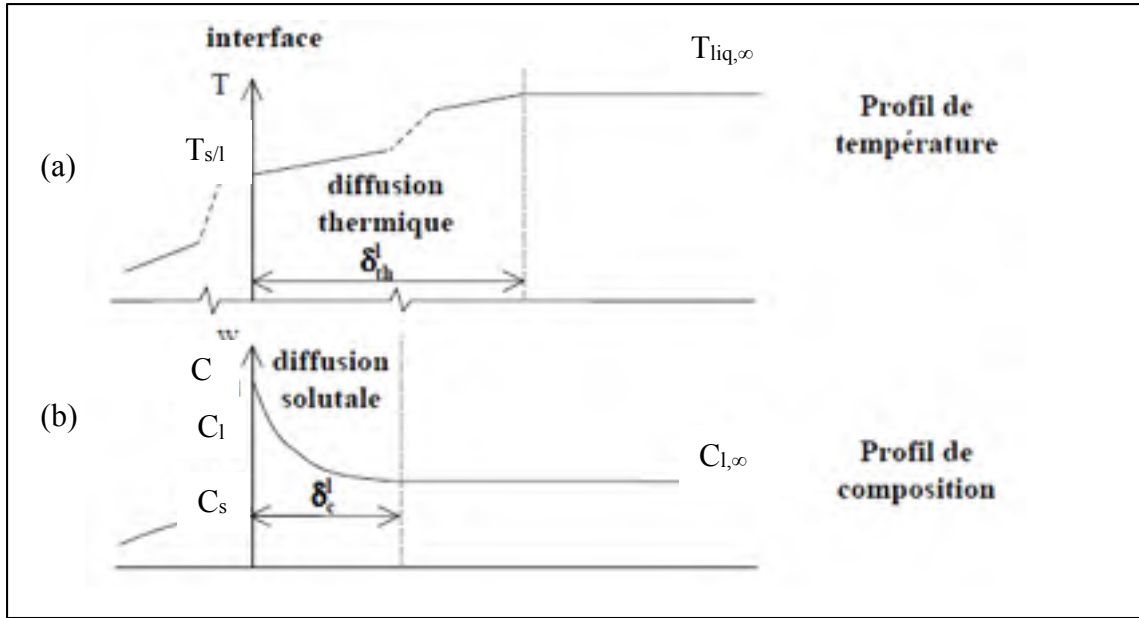 interface
T
T_liq,∞
Profil de
température
T_s/l
(a)
diffusion
thermique
δ^l_th
w
C
diffusion
solutale
(b)
C_l
C_l,∞
Profil de
composition
C_s
δ^l_c